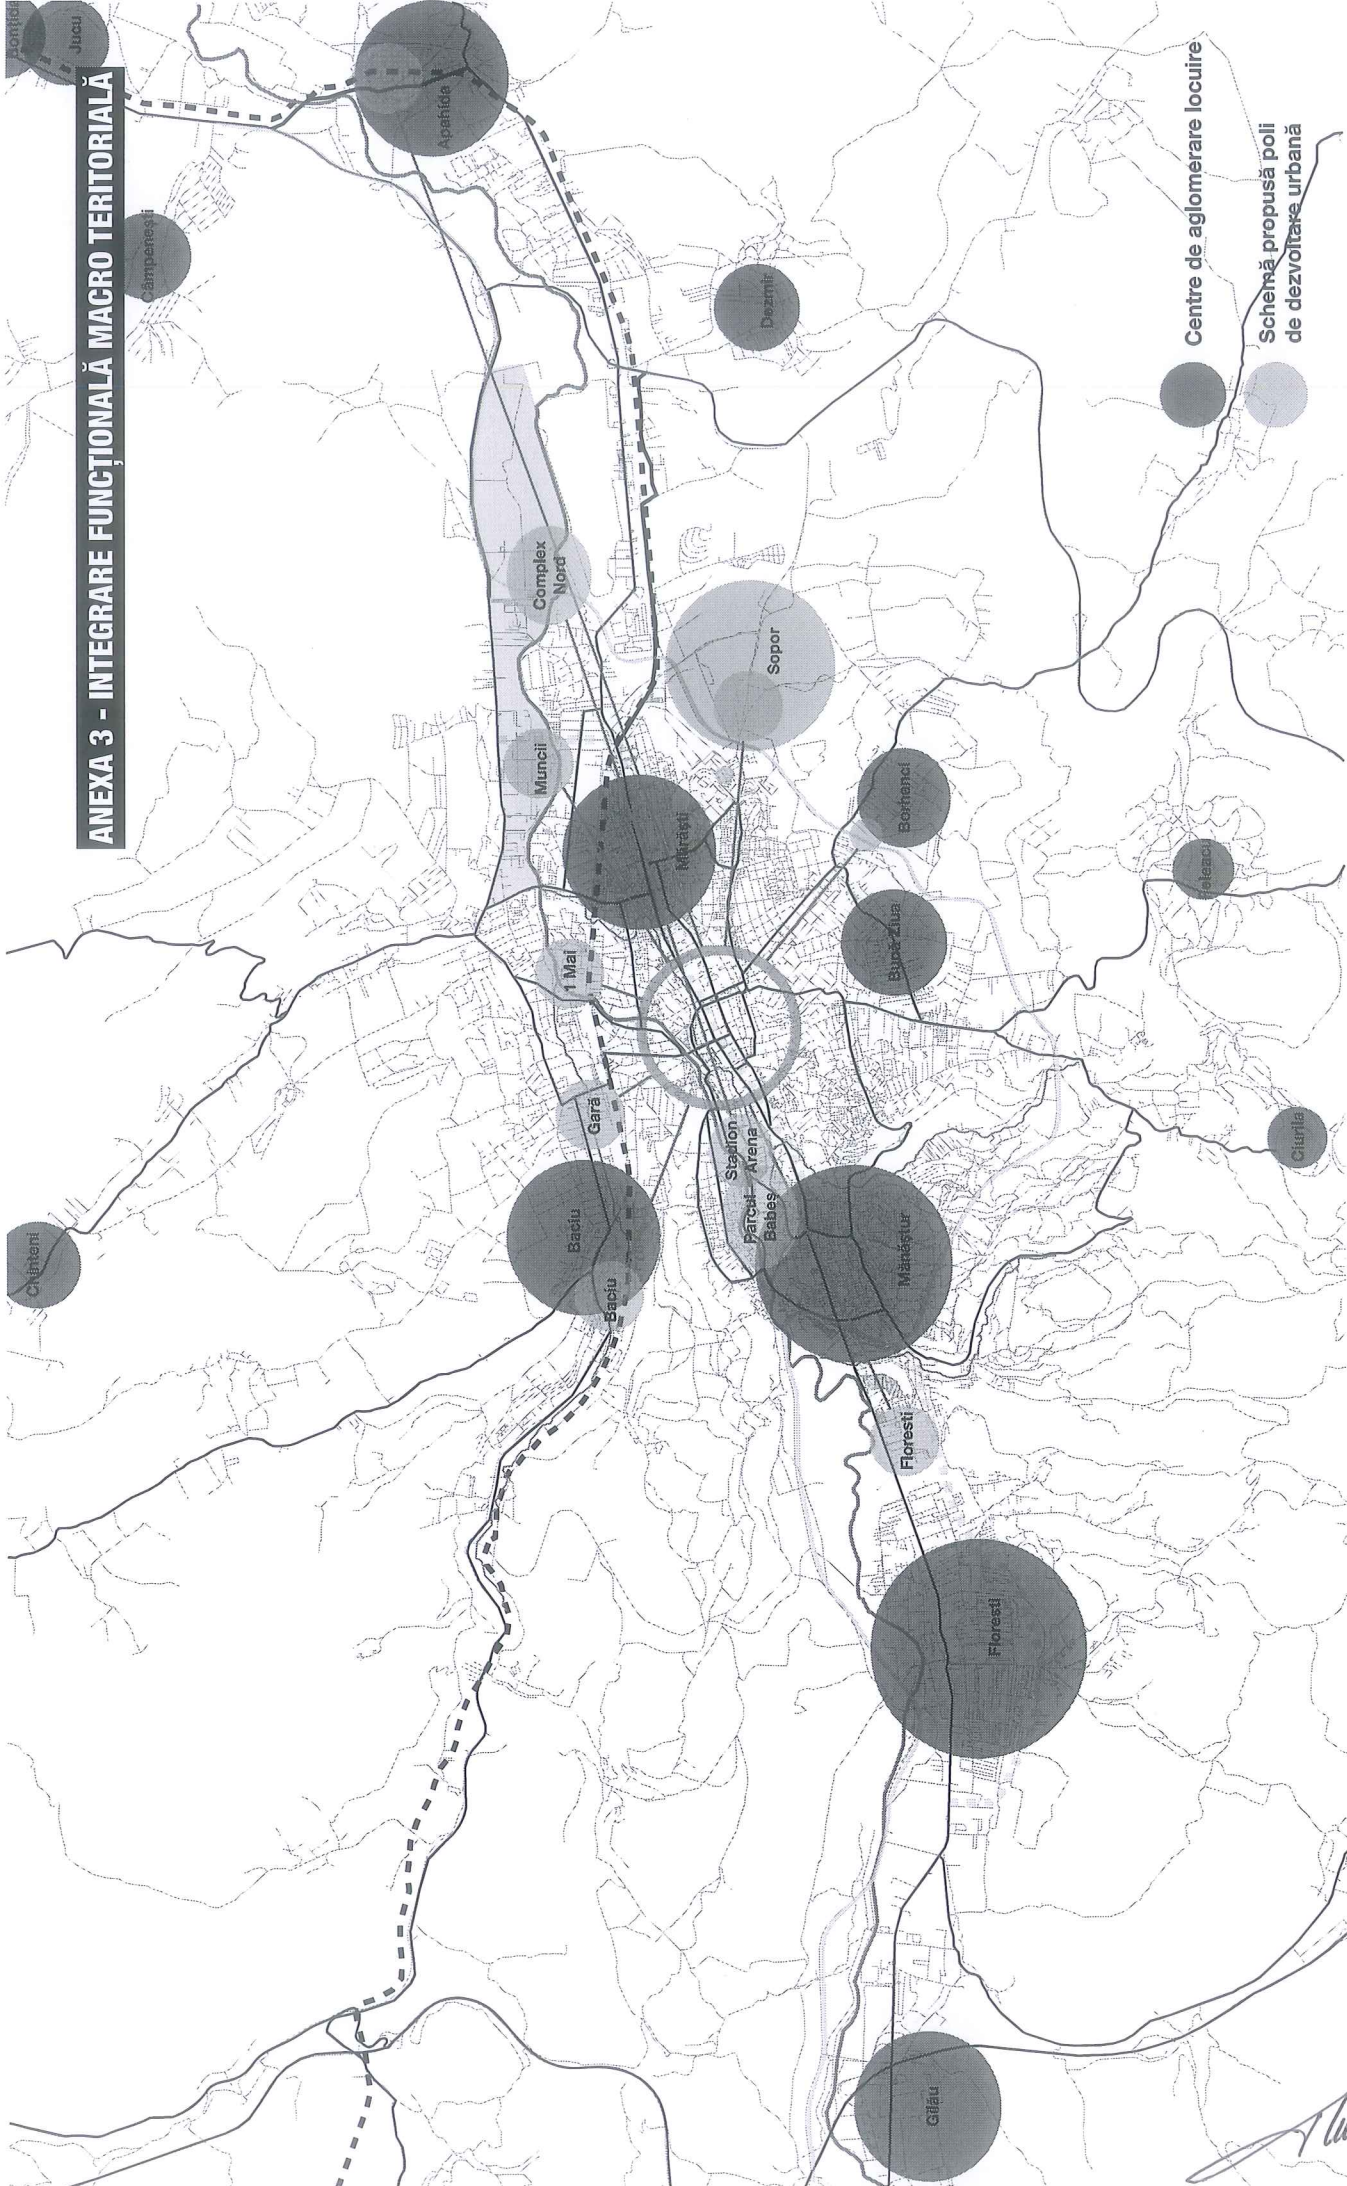 ANEXA 3 - INTEGRARE FUNCȚIONALĂ MACRO TERITORIALĂ
Chinteni
Câmpenești
Jucu
Apahida
Baciu
Baciu
Gară
1 Mai
Muncii
Complex
Nord
Mărăști
Sopor
Dezmir
Stadion
Arena
Parcul
Babeș
Gilău
Florești
Florești
Mănăștur
Bună Ziua
Borhanci
Feleacu
Ciurila
Centre de aglomerare locuire
Schemă propusă poli
de dezvoltare urbană